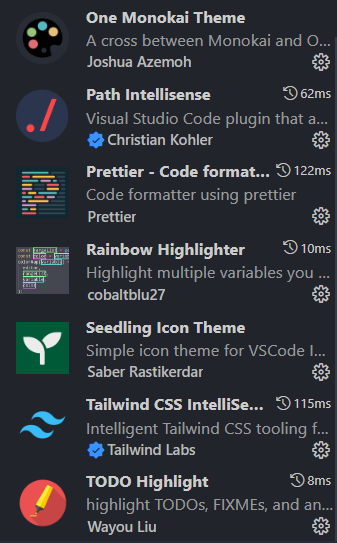 One Monokai Theme
A cross between Monokai and O...
Joshua Azemoh
Path Intellisense 62ms
Visual Studio Code plugin that a...
Christian Kohler
Prettier - Code format... 122ms
Code formatter using prettier
Prettier
Rainbow Highlighter 10ms
Highlight multiple variables you ...
cobaltblu27
Seedling Icon Theme
Simple icon theme for VSCode I...
Saber Rastikerdar
Tailwind CSS IntelliSe... 115ms
Intelligent Tailwind CSS tooling f...
Tailwind Labs
TODO Highlight 8ms
highlight TODOs, FIXMEs, and an...
Wayou Liu